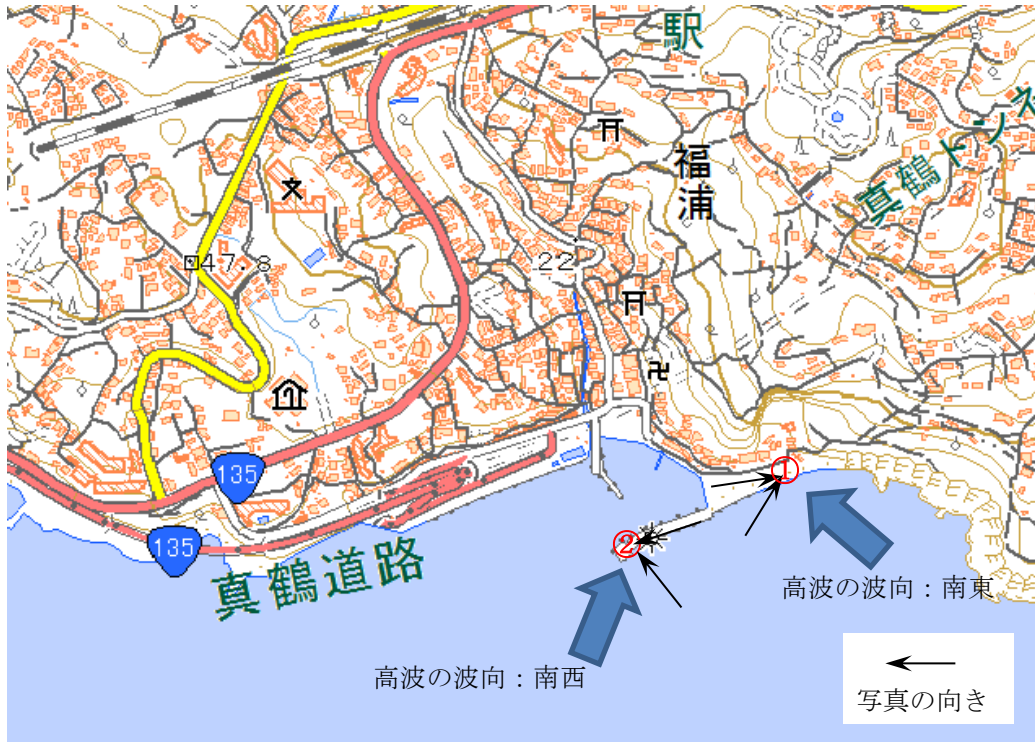 駅
福
浦
真鶴トンネ
47.8
22
①
②
135
135
真鶴道路
高波の波向:南東
高波の波向:南西
写真の向き